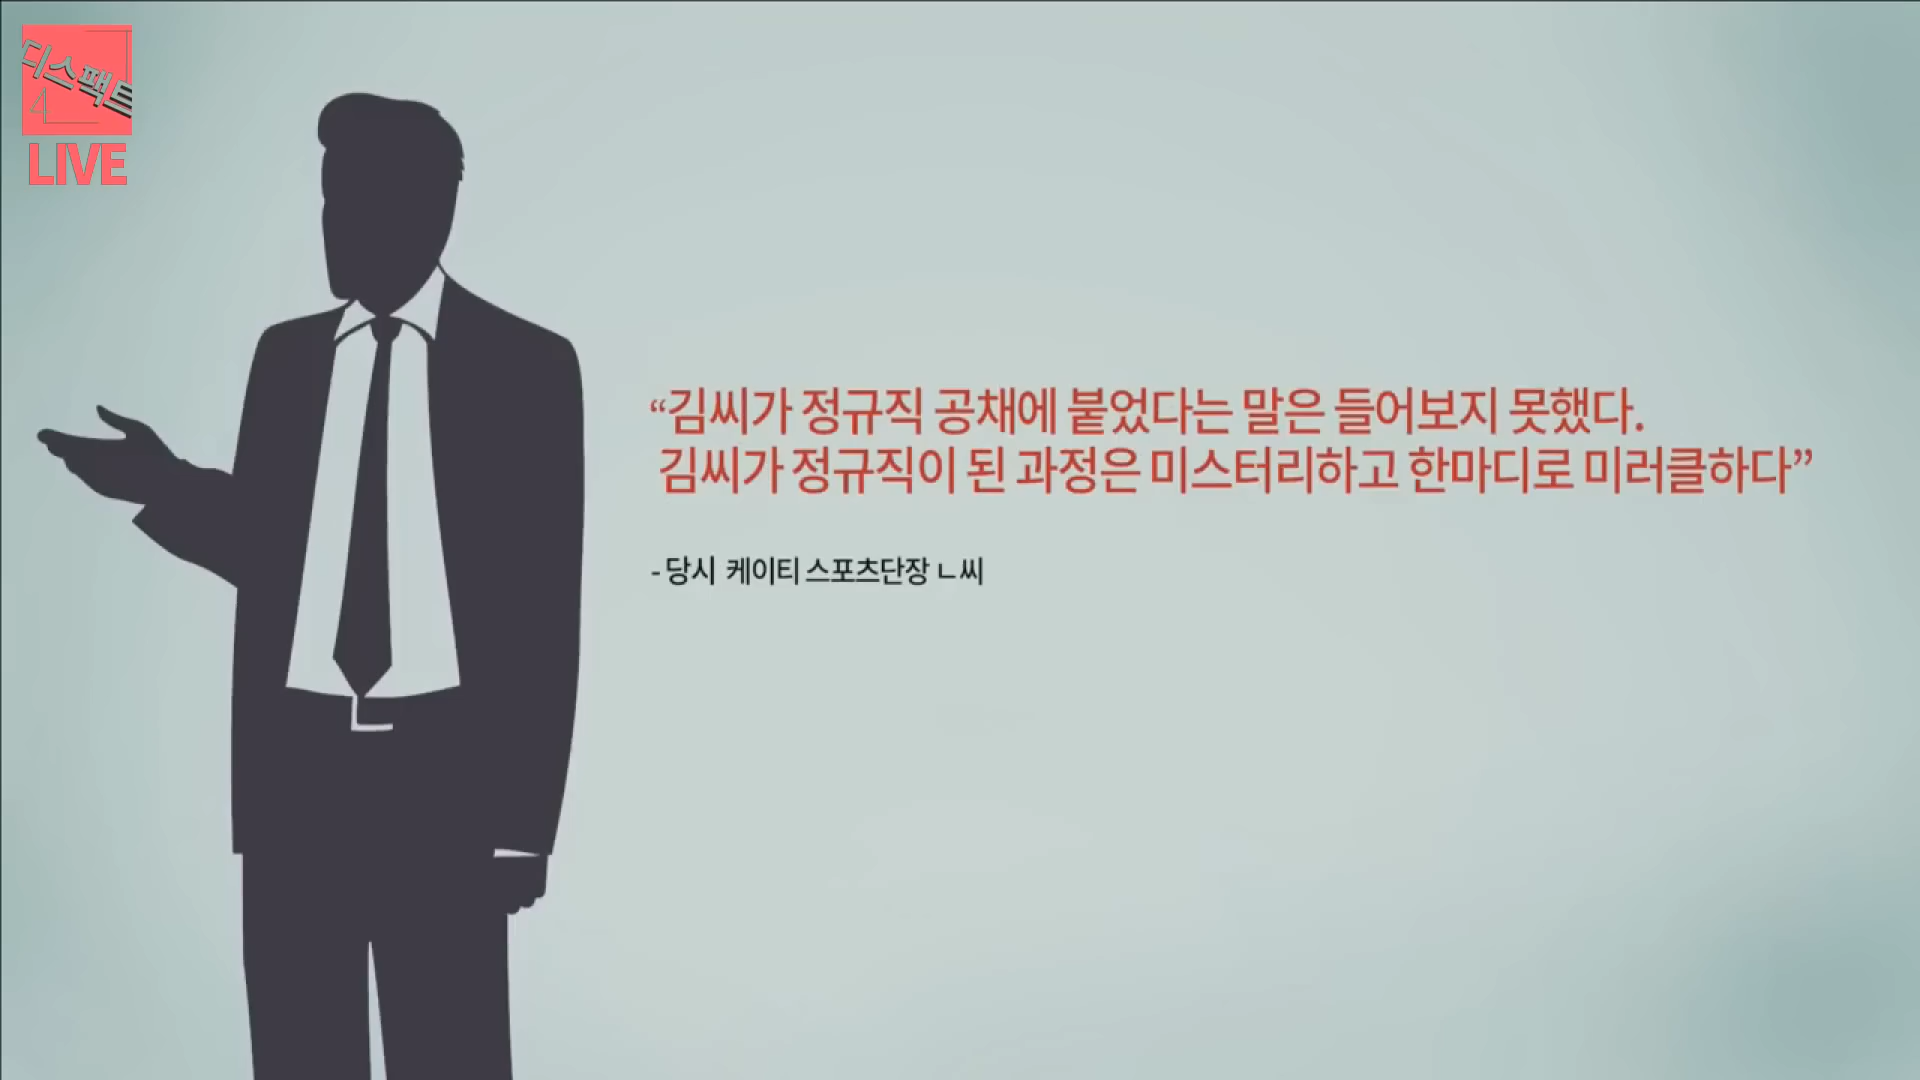 디스팩트
4
LIVE
“김씨가 정규직 공채에 붙었다는 말은 들어보지 못했다.
김씨가 정규직이 된 과정은 미스터리하고 한마디로 미러클하다”
- 당시 케이티 스포츠단장 ㄴ씨